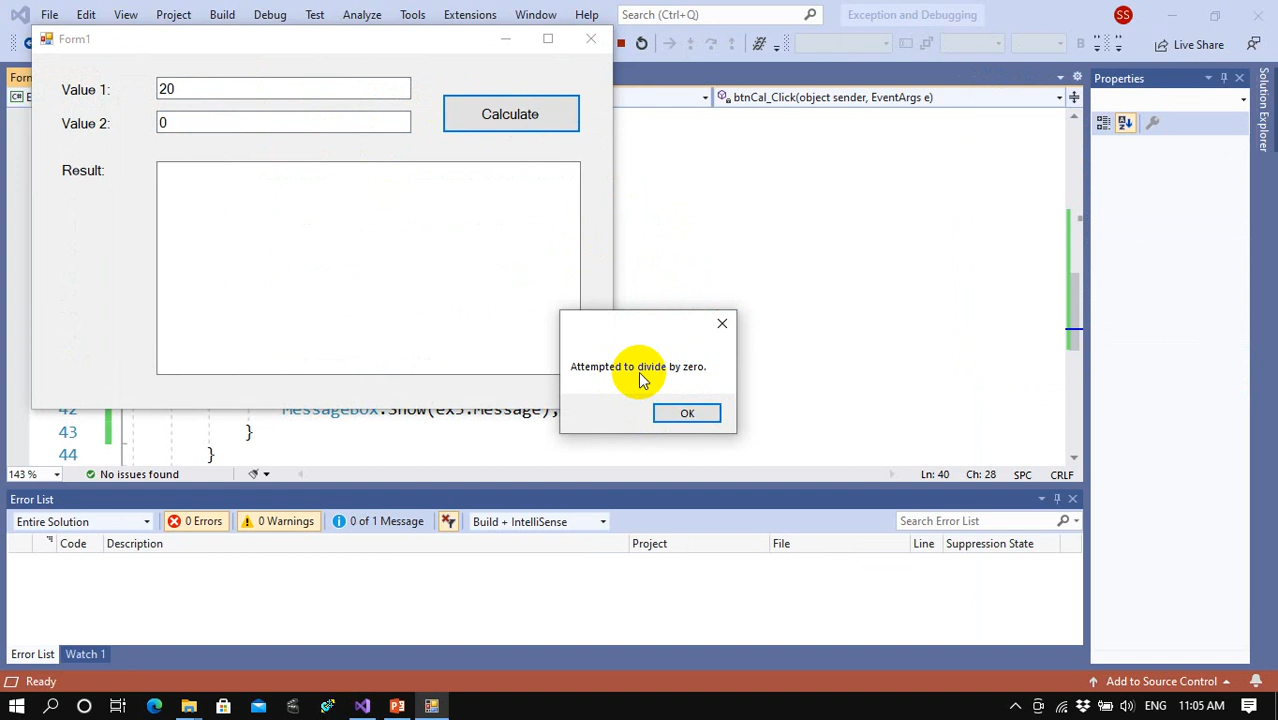 File Edit View Project Build Debug Test Analyze Tools Extensions Window Help Search (Ctrl+Q) Exception and Debugging SS
Form1
Live Share
Value 1: 20
Value 2: 0
Calculate
Result:
btnCal_Click(object sender, EventArgs e)
Properties
Solution Explorer
Attempted to divide by zero.
OK
42 MessageBox.Show(ex3.Message);
43 }
44 }
143 % No issues found Ln: 40 Ch: 28 SPC CRLF
Error List
Entire Solution 0 Errors 0 Warnings 0 of 1 Message Build + IntelliSense Search Error List
Code Description Project File Line Suppression State
Error List Watch 1
Ready Add to Source Control
ENG 11:05 AM